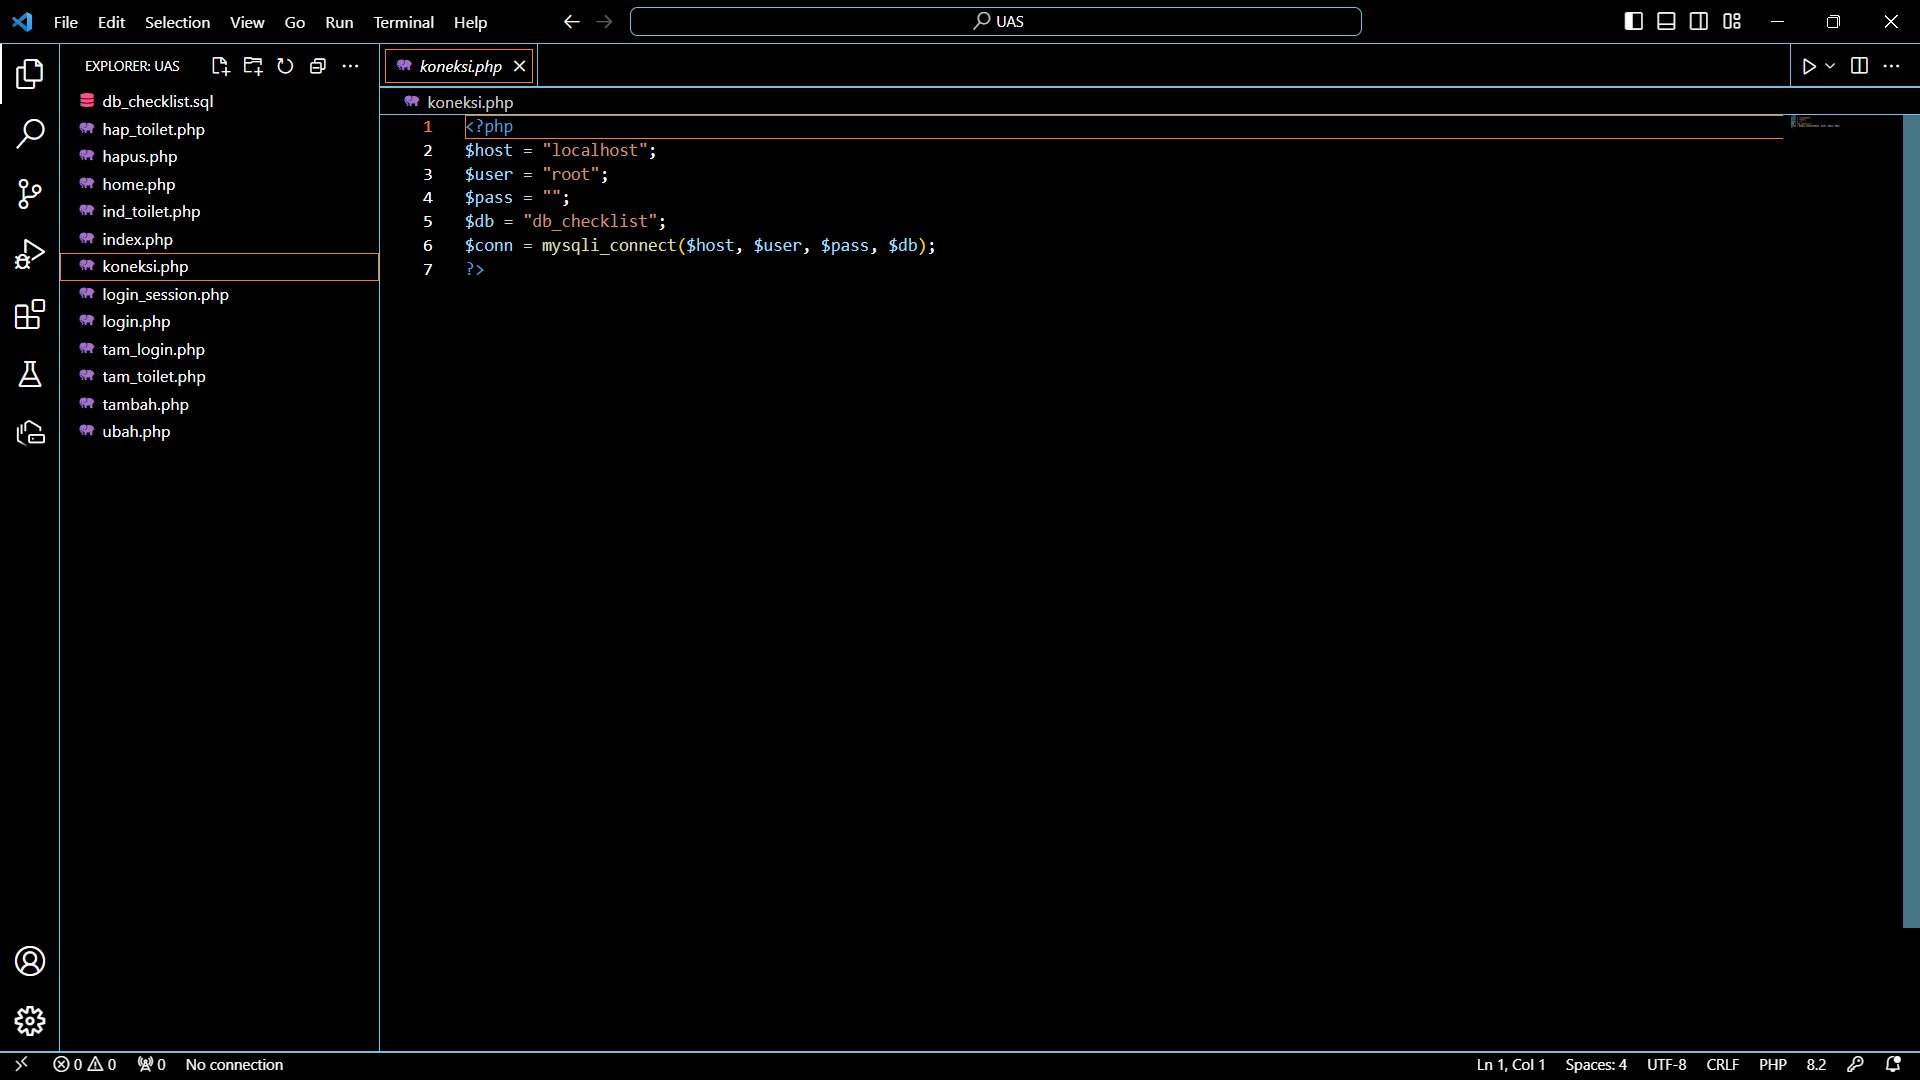 File Edit Selection View Go Run Terminal Help UAS
EXPLORER: UAS
db_checklist.sql
hap_toilet.php
hapus.php
home.php
ind_toilet.php
index.php
koneksi.php
login_session.php
login.php
tam_login.php
tam_toilet.php
tambah.php
ubah.php
koneksi.php
koneksi.php
1 <?php
2 $host = "localhost";
3 $user = "root";
4 $pass = "";
5 $db = "db_checklist";
6 $conn = mysqli_connect($host, $user, $pass, $db);
7 ?>
0 0 0 No connection Ln 1, Col 1 Spaces: 4 UTF-8 CRLF PHP 8.2